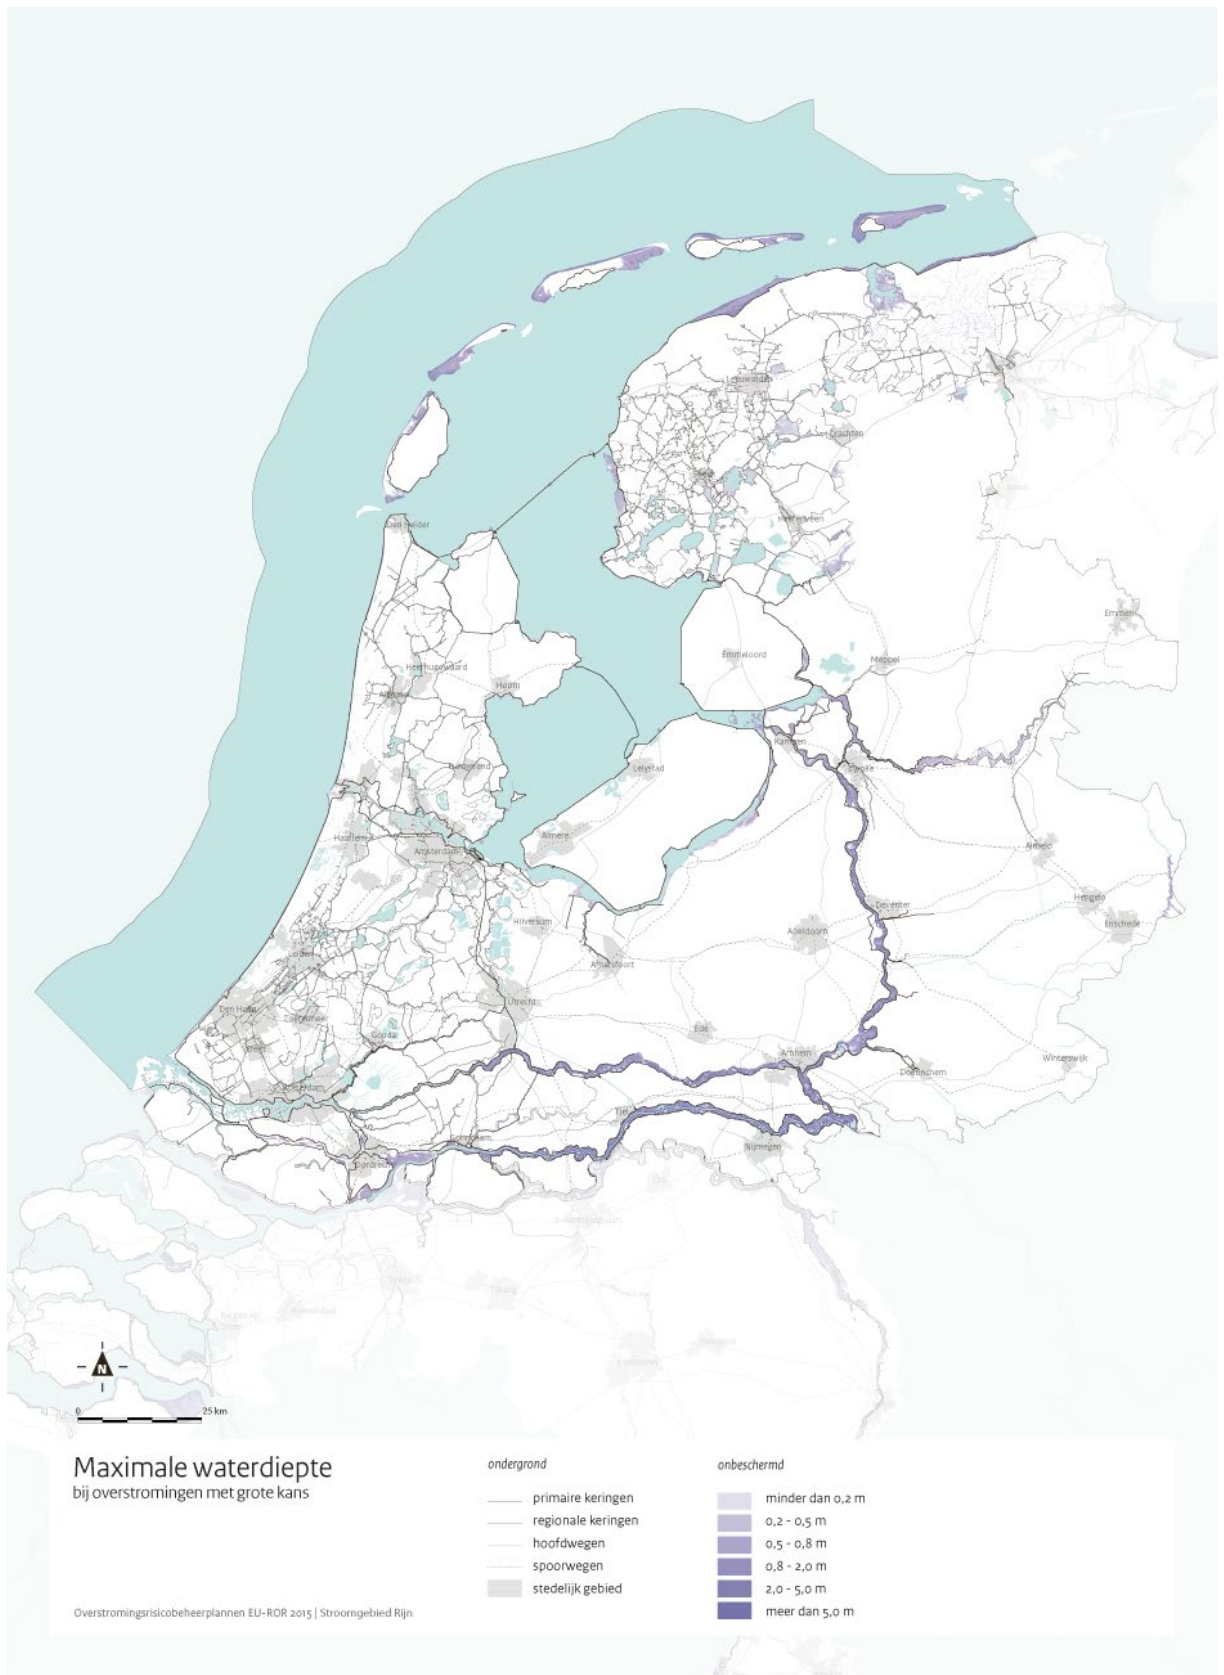 Leeuwarden
Drachten
Den Helder
Heerenveen
Emmen
Emmeloord
Meppel
Heerhugowaard
Hoorn
Alkmaar
Kampen
Purmerend
Lelystad
Zwolle
Haarlem
Almere
Amsterdam
Almelo
Hengelo
Deventer
Enschede
Hilversum
Apeldoorn
Leiden
Amersfoort
Utrecht
Den Haag
Zoetermeer
Gouda
Ede
Delft
Arnhem
Winterswijk
Doetinchem
Rotterdam
Tiel
Gorinchem
Nijmegen
Dordrecht
N
0 25 km
Maximale waterdiepte
bij overstromingen met grote kans
ondergrond
primaire keringen
regionale keringen
hoofdwegen
spoorwegen
stedelijk gebied
onbeschermd
minder dan 0,2 m
0,2 - 0,5 m
0,5 - 0,8 m
0,8 - 2,0 m
2,0 - 5,0 m
meer dan 5,0 m
Overstromingsrisicobeheerplannen EU-ROR 2015 | Stroomgebied Rijn